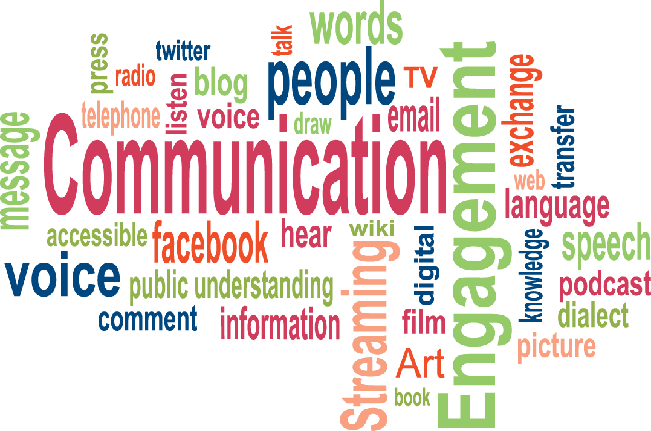 words
talk
twitter
press
radio
listen
blog
people
TV
telephone
voice
draw
email
message
Communication
Engagement
exchange
transfer
web
language
accessible
facebook
hear
wiki
digital
knowledge
speech
voice
public understanding
Streaming
podcast
comment
information
film
dialect
picture
Art
book